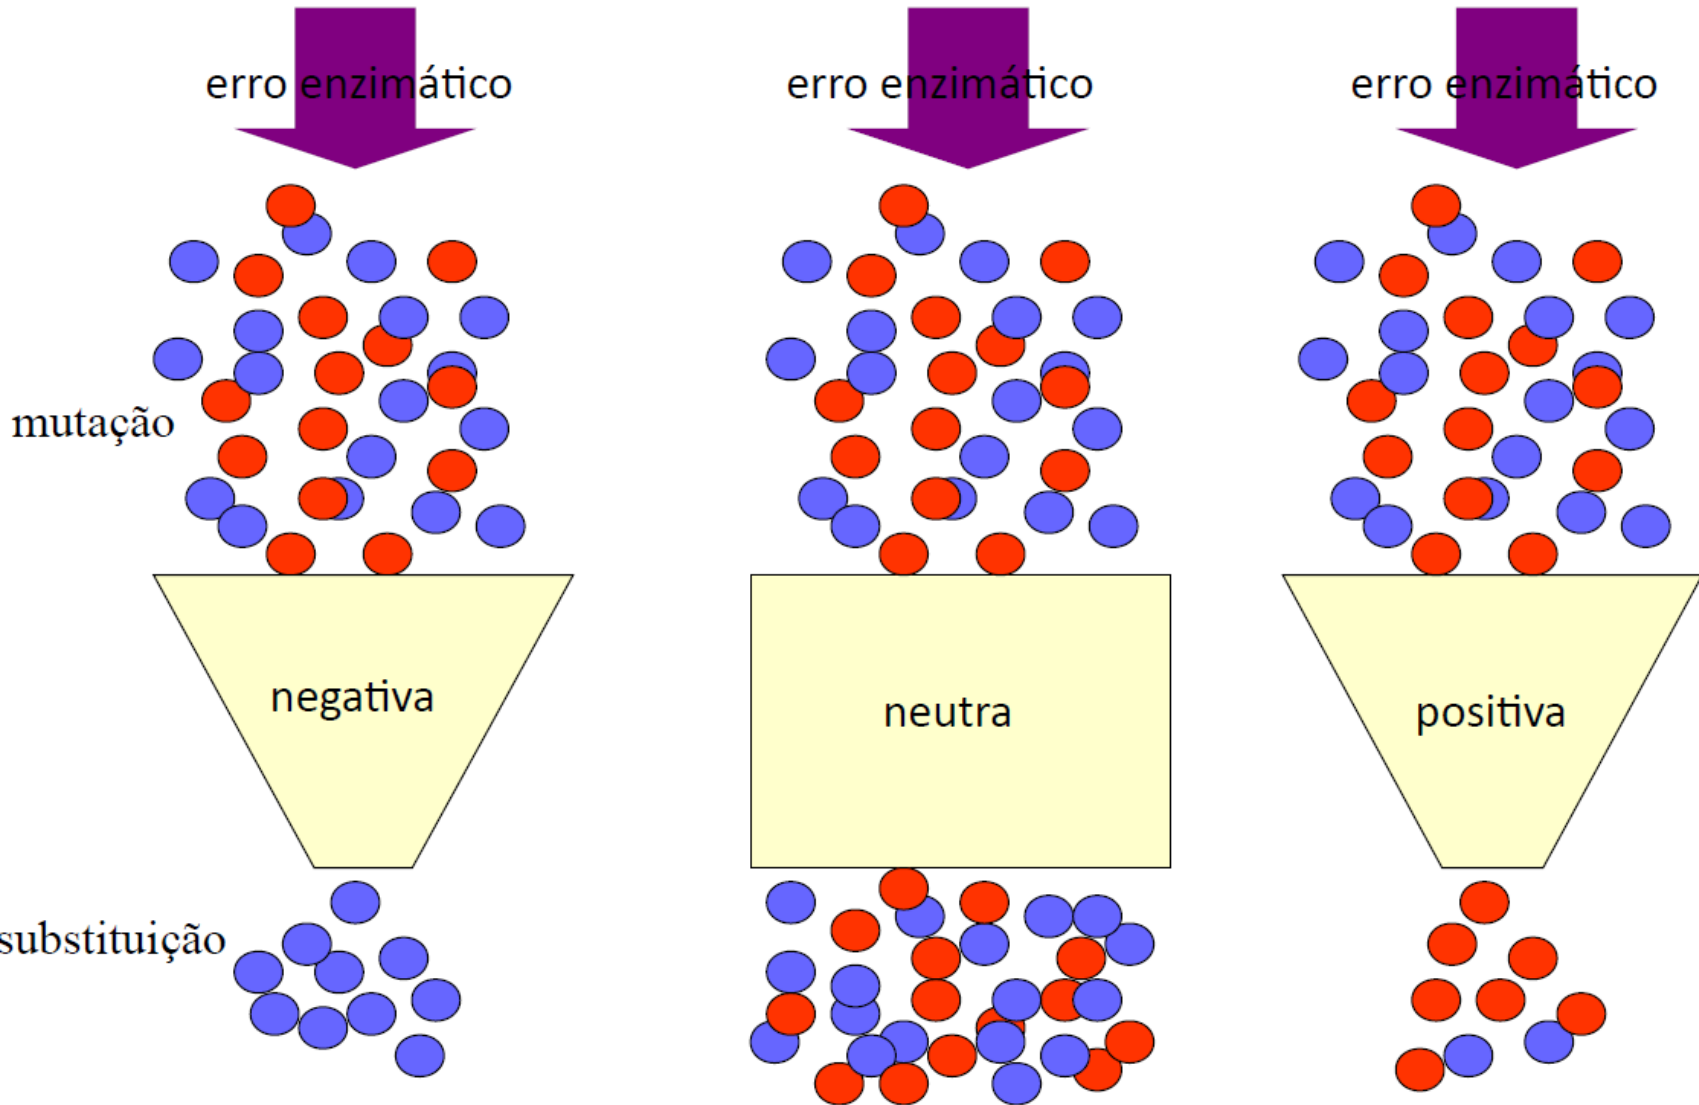 erro enzimático
erro enzimático
erro enzimático
mutação
negativa
neutra
positiva
substituição